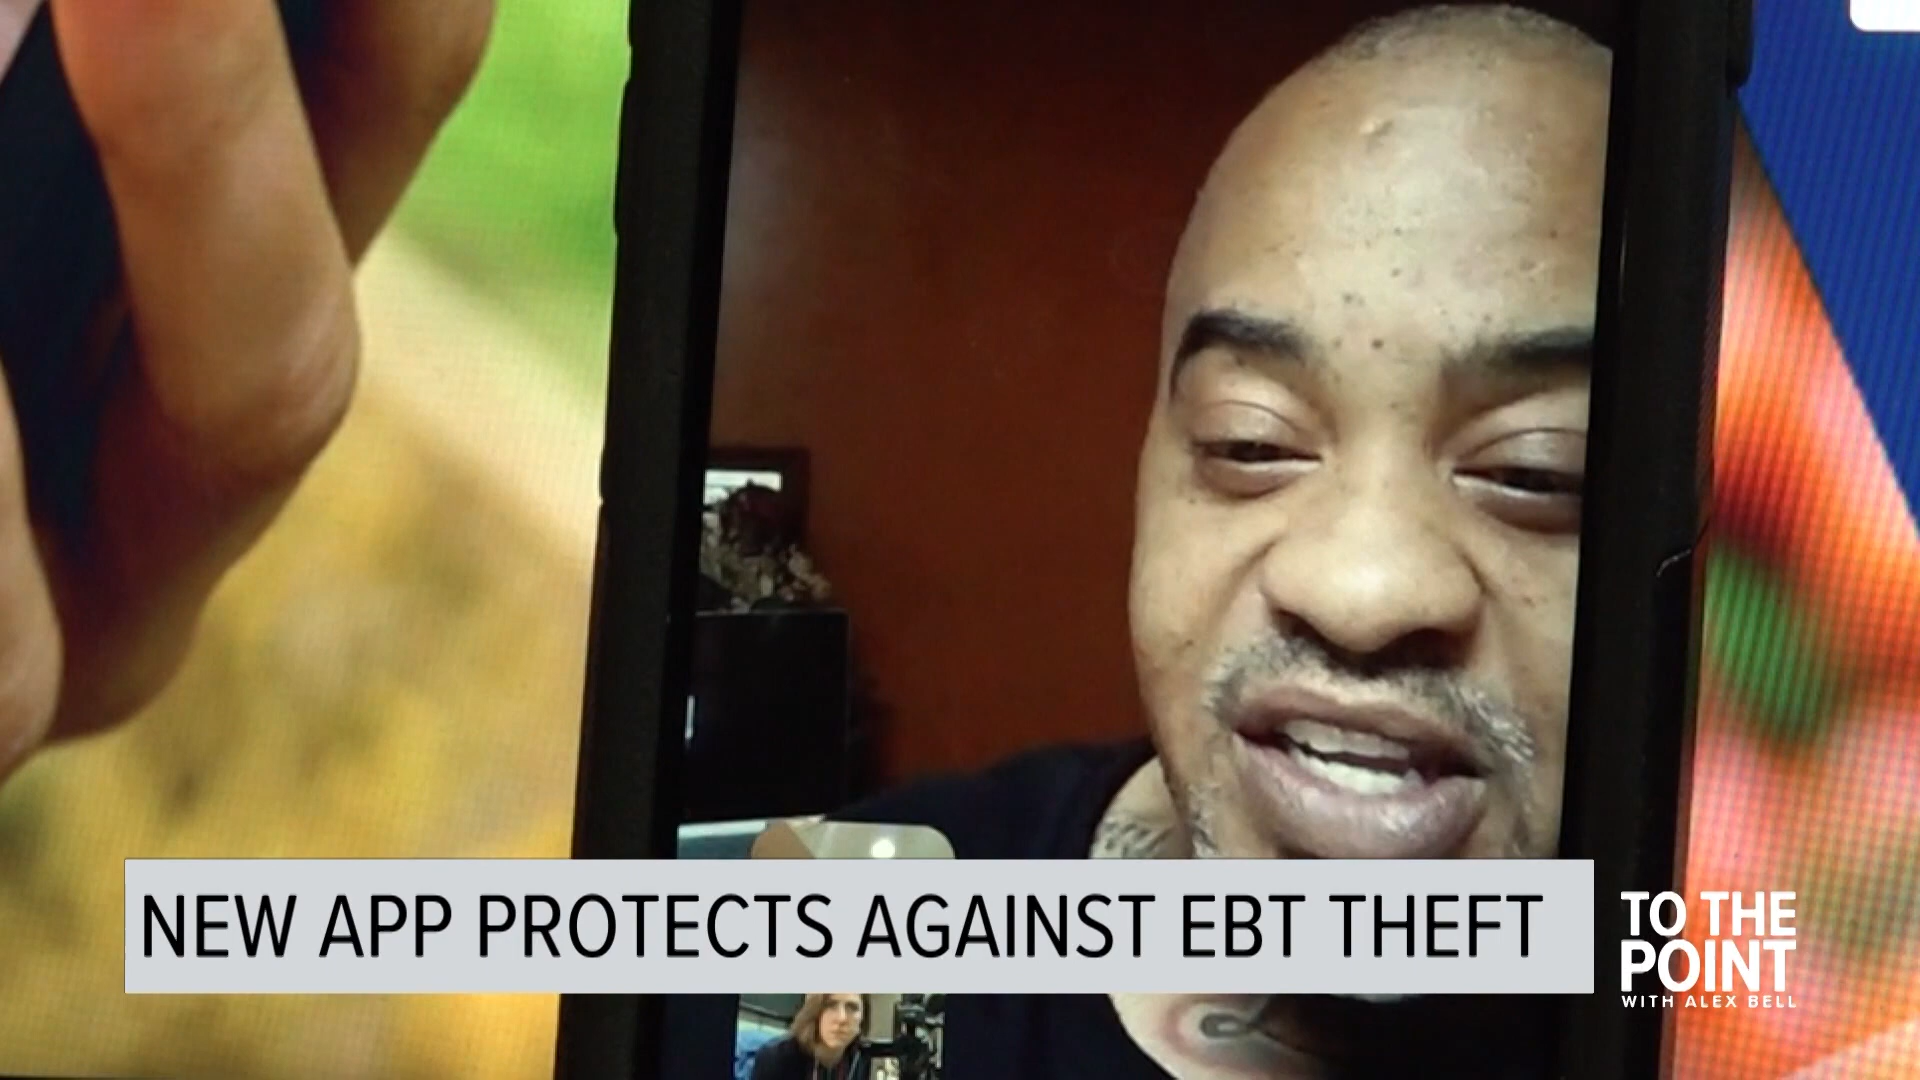 NEW APP PROTECTS AGAINST EBT THEFT
TO THE
POINT
WITH ALEX BELL